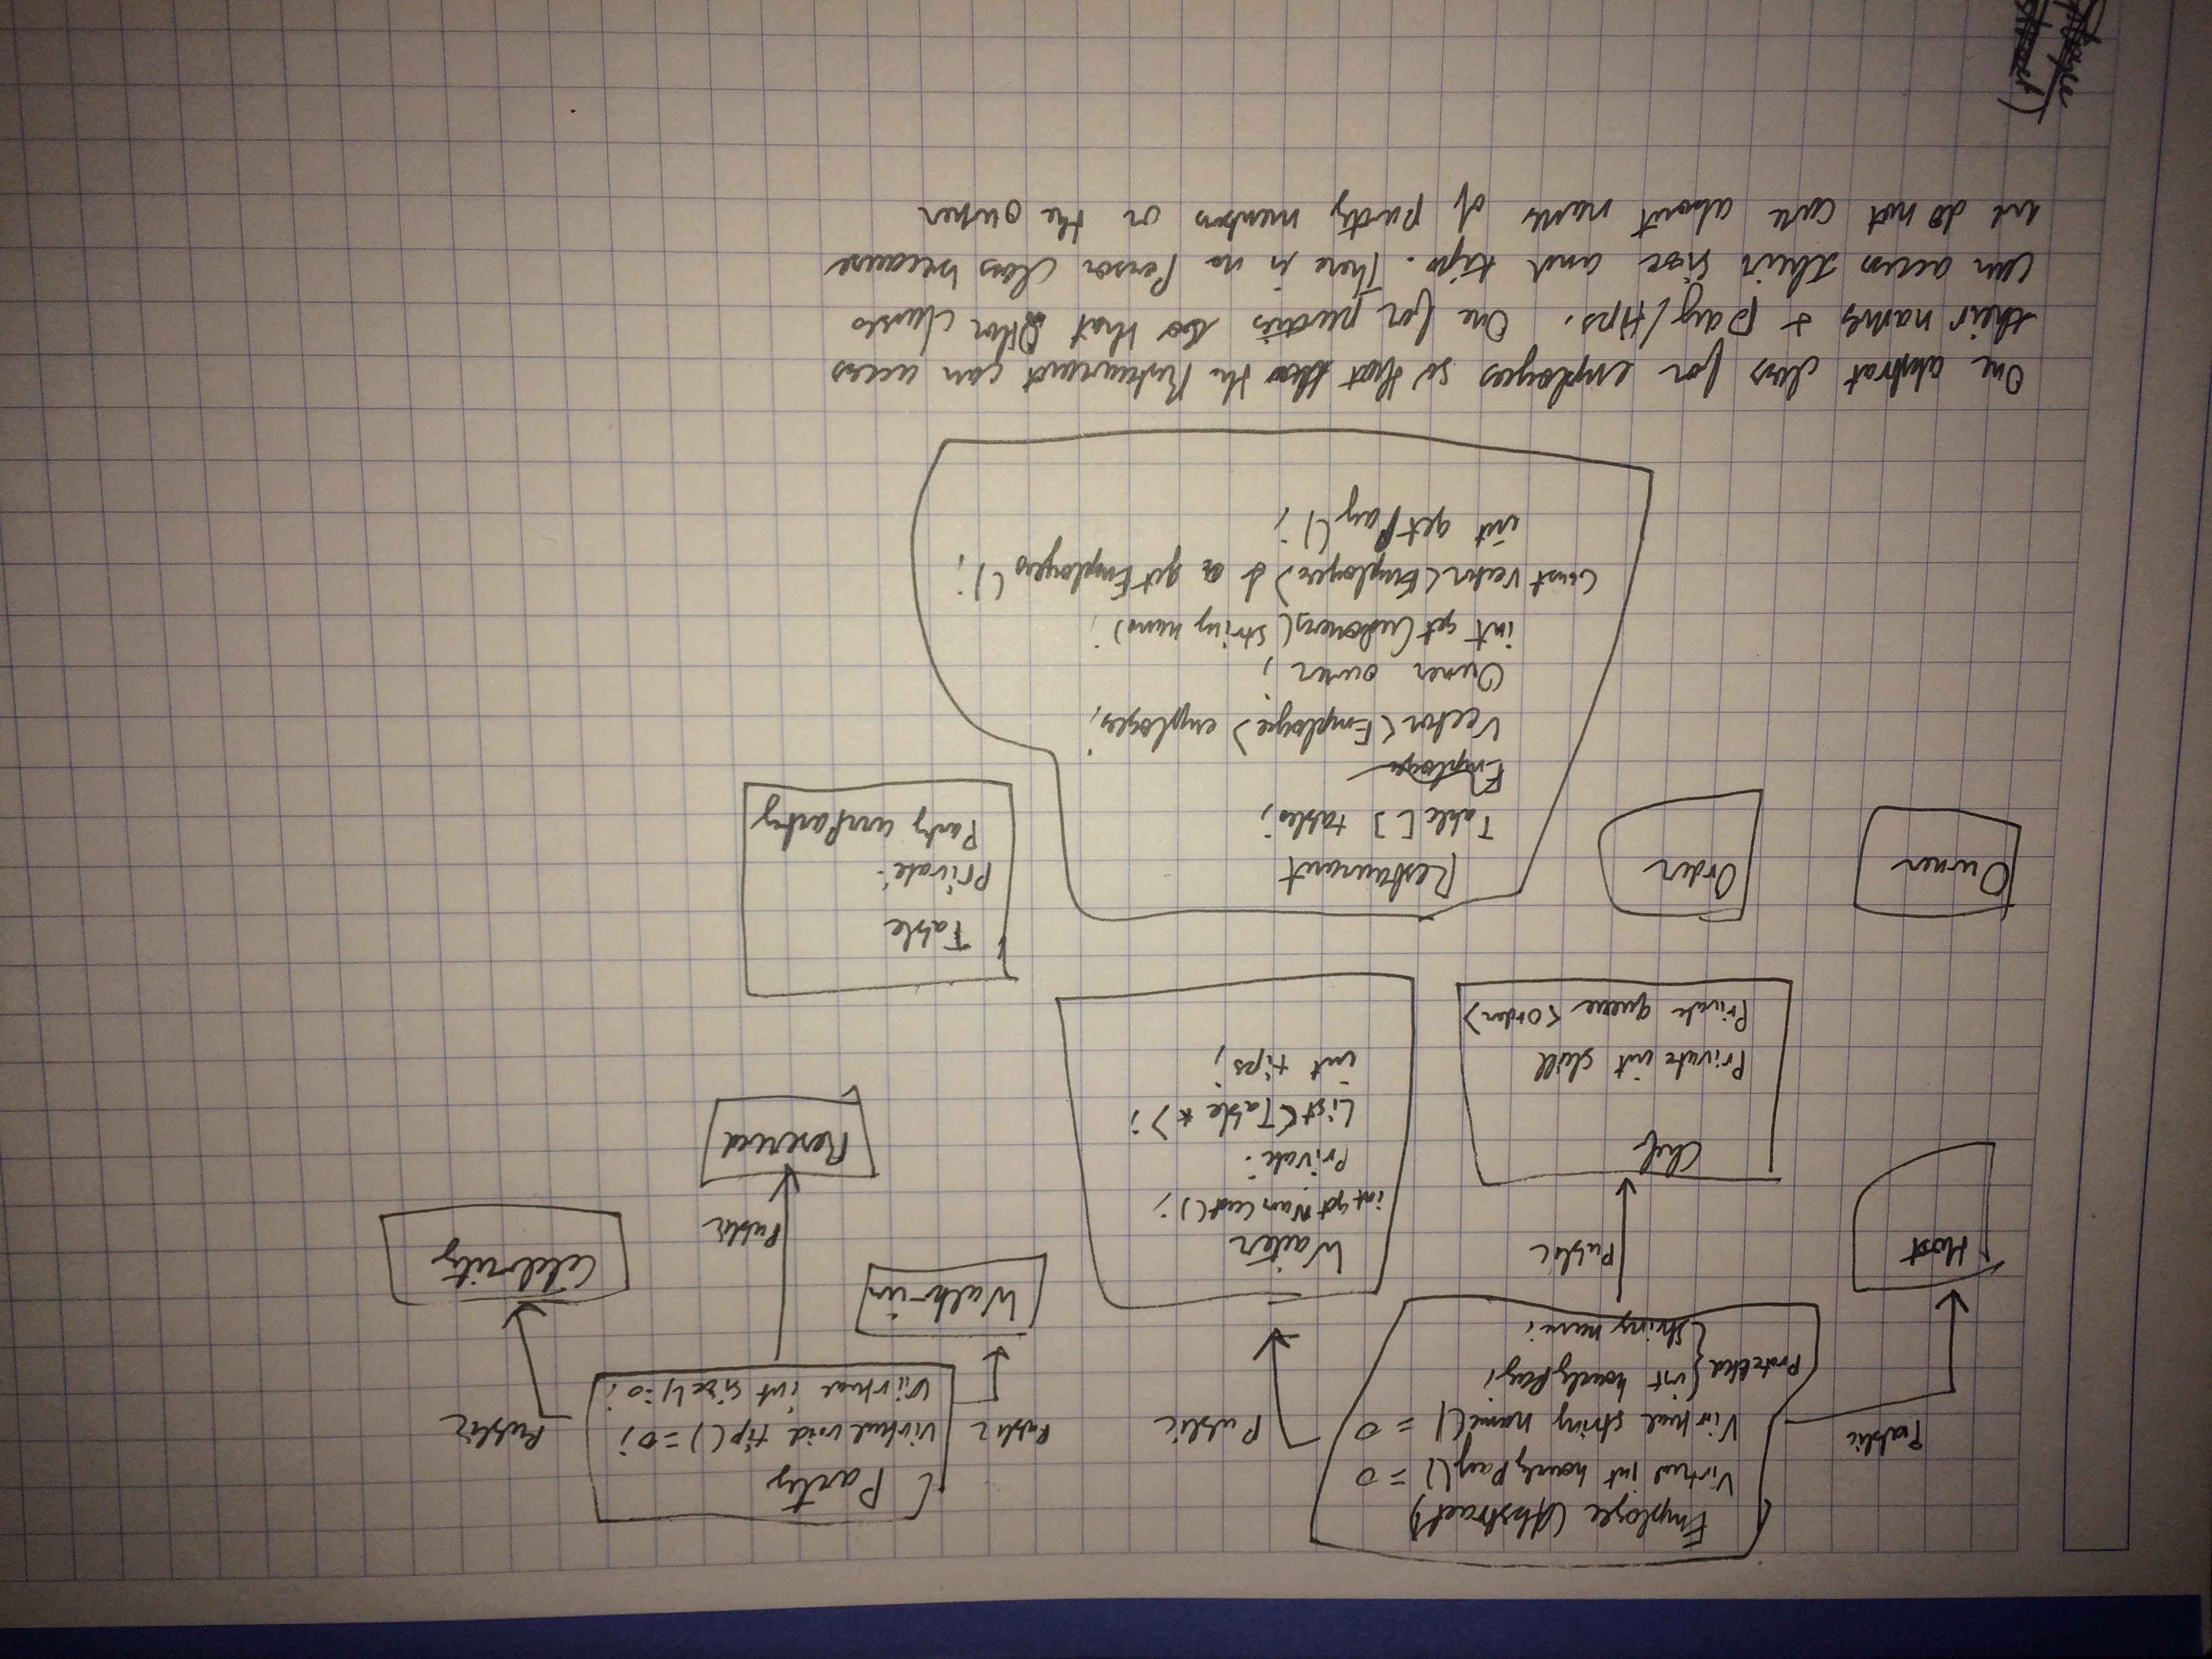 Employee (Abstract)
Virtual int hourlyPay() = 0
Virtual string name() = 0
Protected { int hourlyPay;
{ string name;
Public
Public
Public
Host
Chef
Private int skill
Private queue <order>
Waiter
int getNumCust();
Private:
List<Table *>;
int tips;
Party
virtual void tip() = 0;
Virtual int size() = 0;
Public
Public
Public
Walk-in
Reserved
Celebrity
Owner
Order
Restaurant
Table[] tables;
Employee
Vector<Employee> employees;
Owner owner;
int getCustomers(string name);
Const Vector<Employee> & getEmployees();
int getPay();
Table
Private:
Party currParty
One abstrat class for employees so that the Restaurant can access
their names & pay/tips. One for parties so that Other classes
can access their size and tips. There is no Person class because
we do not care about names of party members or the owner